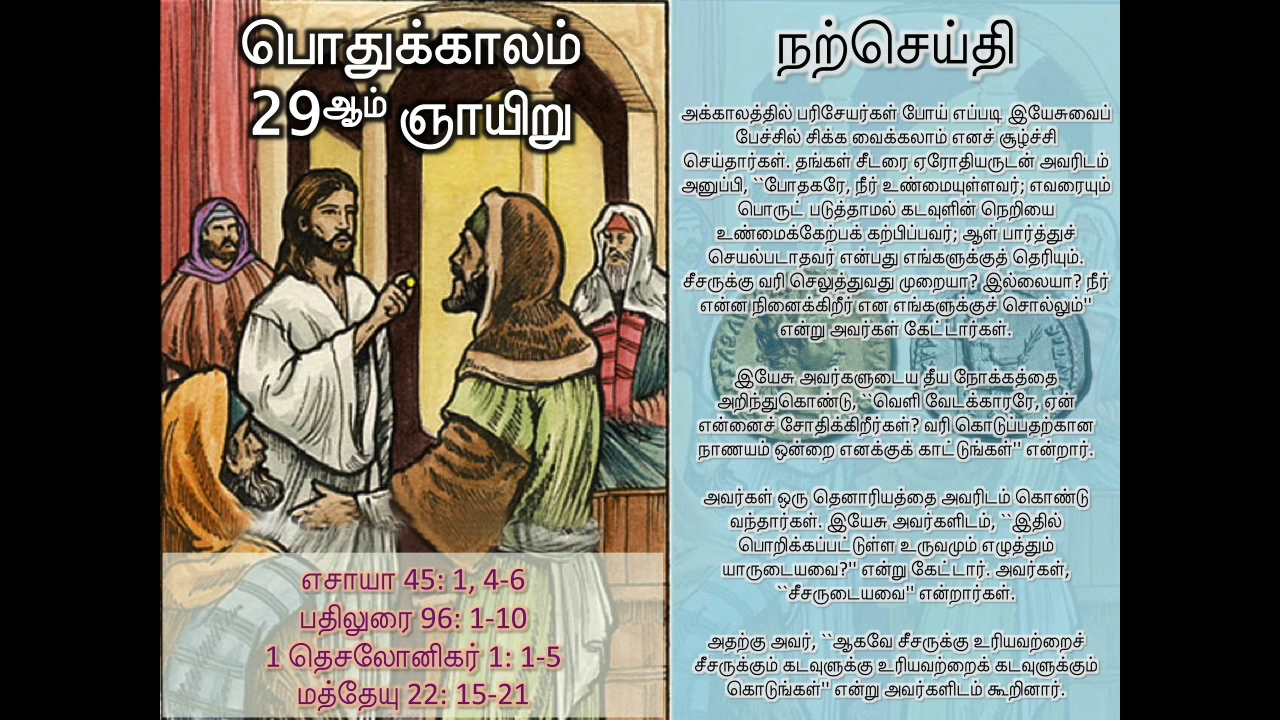 பொதுக்காலம்
29ஆம் ஞாயிறு
எசாயா 45: 1, 4-6
பதிலுரை 96: 1-10
1 தெசலோனிகர் 1: 1-5
மத்தேயு 22: 15-21
நற்செய்தி
அக்காலத்தில் பரிசேயர்கள் போய் எப்படி இயேசுவைப்
பேச்சில் சிக்க வைக்கலாம் எனச் சூழ்ச்சி
செய்தார்கள். தங்கள் சீடரை ஏரோதியருடன் அவரிடம்
அனுப்பி, ``போதகரே, நீர் உண்மையுள்ளவர்; எவரையும்
பொருட் படுத்தாமல் கடவுளின் நெறியை
உண்மைக்கேற்பக் கற்பிப்பவர்; ஆள் பார்த்துச்
செயல்படாதவர் என்பது எங்களுக்குத் தெரியும்.
சீசருக்கு வரி செலுத்துவது முறையா? இல்லையா? நீர்
என்ன நினைக்கிறீர் என எங்களுக்குச் சொல்லும்''
என்று அவர்கள் கேட்டார்கள்.
இயேசு அவர்களுடைய தீய நோக்கத்தை
அறிந்துகொண்டு, ``வெளி வேடக்காரரே, ஏன்
என்னைச் சோதிக்கிறீர்கள்? வரி கொடுப்பதற்கான
நாணயம் ஒன்றை எனக்குக் காட்டுங்கள்'' என்றார்.
அவர்கள் ஒரு தெனாரியத்தை அவரிடம் கொண்டு
வந்தார்கள். இயேசு அவர்களிடம், ``இதில்
பொறிக்கப்பட்டுள்ள உருவமும் எழுத்தும்
யாருடையவை?'' என்று கேட்டார். அவர்கள்,
``சீசருடையவை'' என்றார்கள்.
அதற்கு அவர், ``ஆகவே சீசருக்கு உரியவற்றைச்
சீசருக்கும் கடவுளுக்கு உரியவற்றைக் கடவுளுக்கும்
கொடுங்கள்'' என்று அவர்களிடம் கூறினார்.